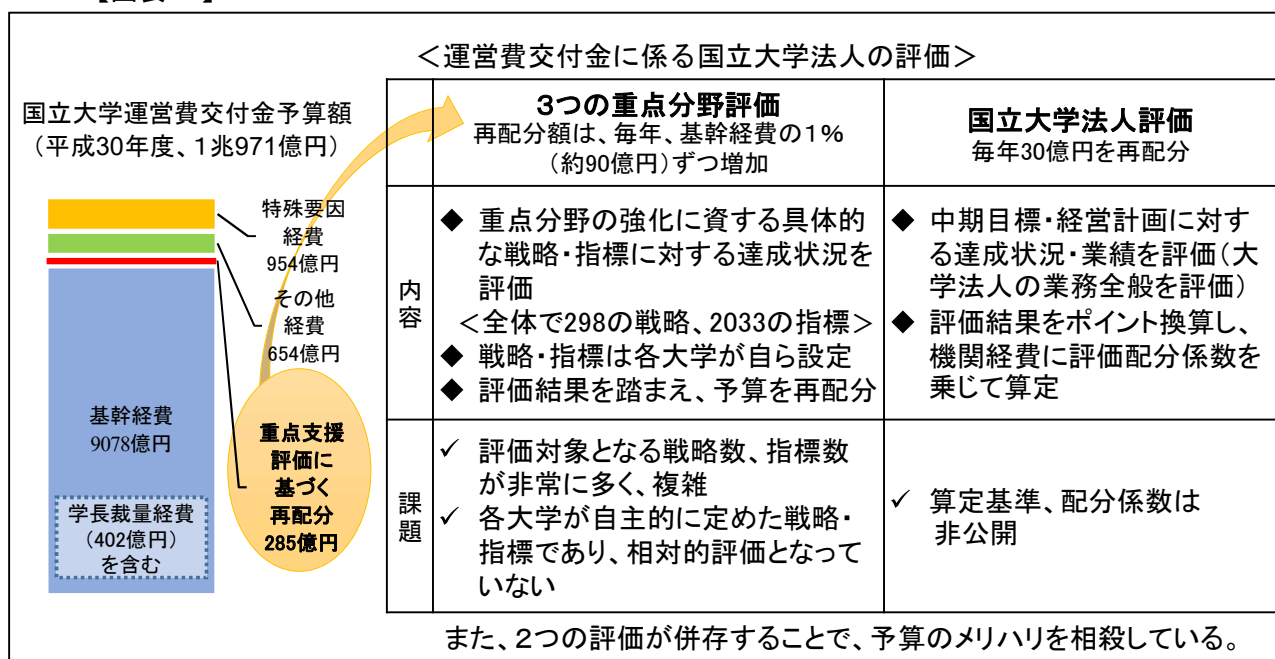 ＜運営費交付金に係る国立大学法人の評価＞
国立大学運営費交付金予算額
（平成30年度、１兆971億円）
特殊要因
経費
954億円
その他
経費
654億円
基幹経費
9078億円
学長裁量経費
(402億円)
を含む
重点支援
評価に
基づく
再配分
285億円
３つの重点分野評価
再配分額は、毎年、基幹経費の１％
（約90億円）ずつ増加
国立大学法人評価
毎年30億円を再配分
内
容
◆ 重点分野の強化に資する具体的
な戦略・指標に対する達成状況を
評価
＜全体で298の戦略、2033の指標＞
◆ 戦略・指標は各大学が自ら設定
◆ 評価結果を踏まえ、予算を再配分
◆ 中期目標・経営計画に対す
る達成状況・業績を評価（大
学法人の業務全般を評価）
◆ 評価結果をポイント換算し、
機関経費に評価配分係数を
乗じて算定
課
題
✓ 評価対象となる戦略数、指標数
が非常に多く、複雑
✓ 各大学が自主的に定めた戦略・
指標であり、相対的評価となって
いない
✓ 算定基準、配分係数は
非公開
また、２つの評価が併存することで、予算のメリハリを相殺している。